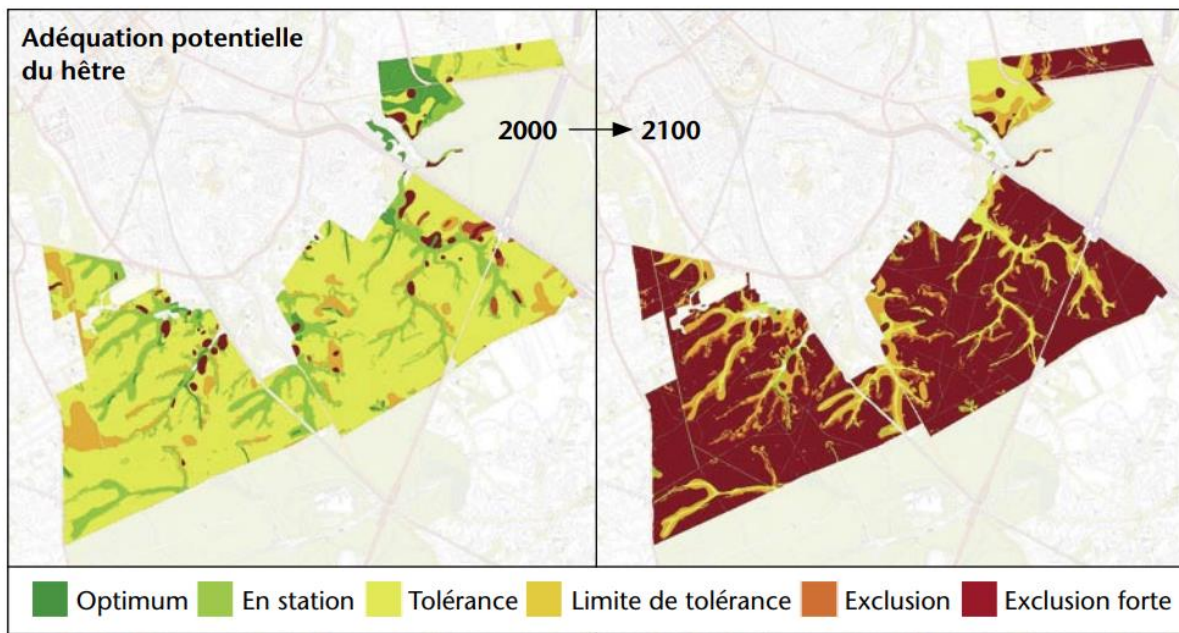 Adéquation potentielle
du hêtre
2000 → 2100
Optimum
En station
Tolérance
Limite de tolérance
Exclusion
Exclusion forte